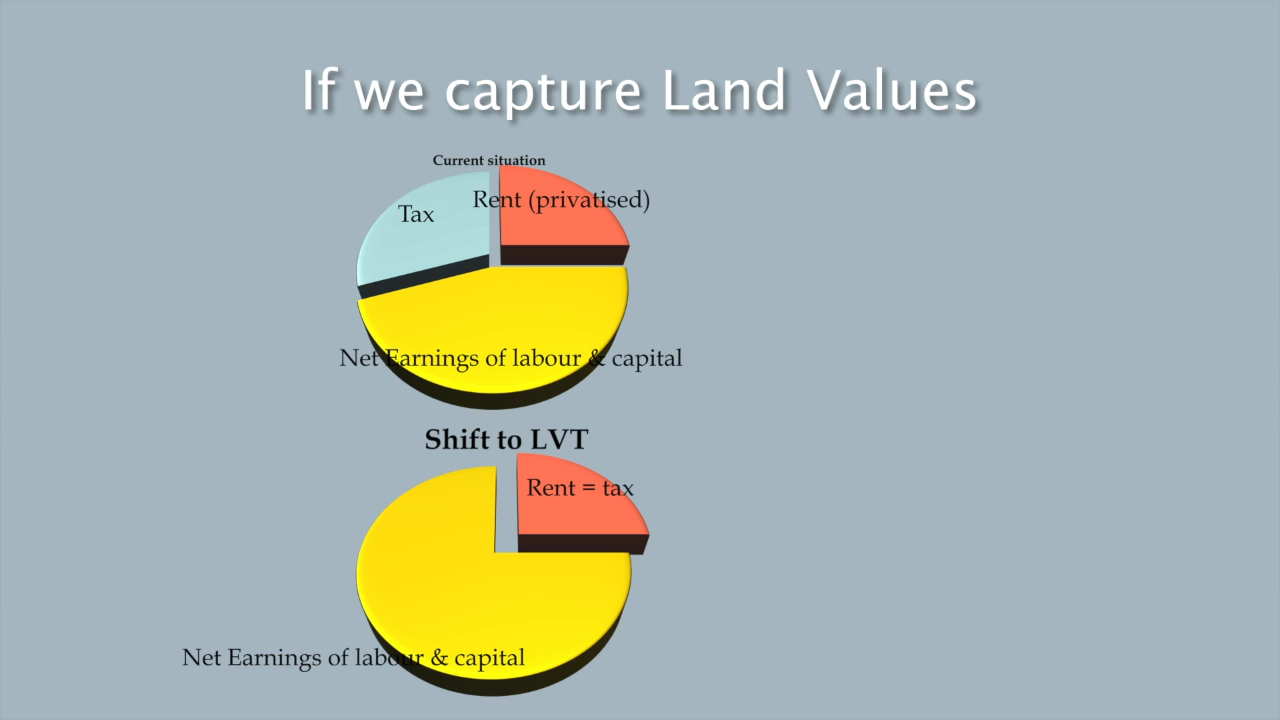 If we capture Land Values
Current situation
Rent (privatised)
Tax
Net Earnings of labour & capital
Shift to LVT
Rent = tax
Net Earnings of labour & capital